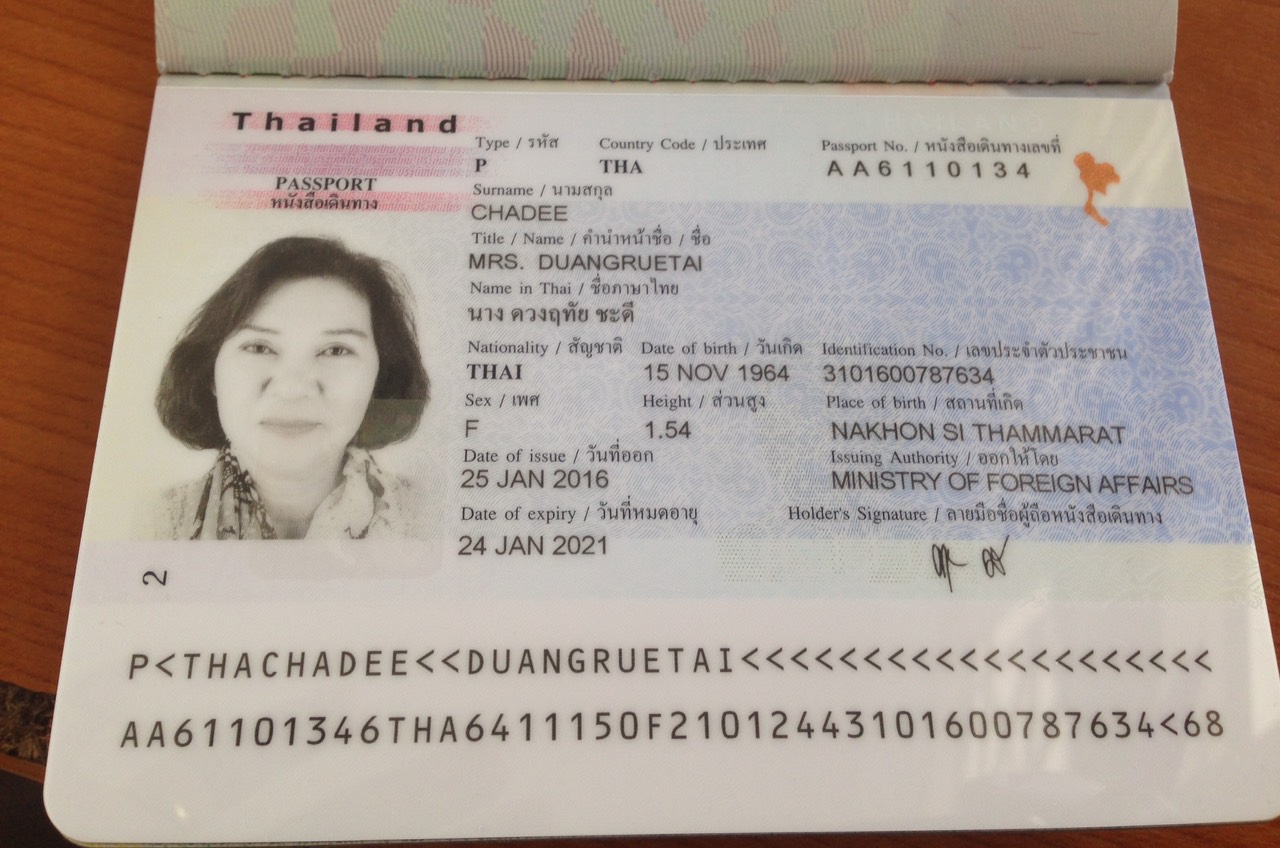 Thailand
PASSPORT
หนังสือเดินทาง
Type / รหัส Country Code / ประเทศ Passport No. / หนังสือเดินทางเลขที่
P THA AA6110134
Surname / นามสกุล
CHADEE
Title / Name / คำนำหน้าชื่อ / ชื่อ
MRS. DUANGRUETAI
Name in Thai / ชื่อภาษาไทย
นาง ดวงฤทัย ชะดี
Nationality / สัญชาติ Date of birth / วันเกิด Identification No. / เลขประจำตัวประชาชน
THAI 15 NOV 1964 3101600787634
Sex / เพศ Height / ส่วนสูง Place of birth / สถานที่เกิด
F 1.54 NAKHON SI THAMMARAT
Date of issue / วันที่ออก Issuing Authority / ออกให้โดย
25 JAN 2016 MINISTRY OF FOREIGN AFFAIRS
Date of expiry / วันที่หมดอายุ Holder's Signature / ลายมือชื่อผู้ถือหนังสือเดินทาง
24 JAN 2021
2
P<THACHADEE<<DUANGRUETAI<<<<<<<<<<<<<<<<<<<<
AA61101346THA6411150F21012443101600787634<68